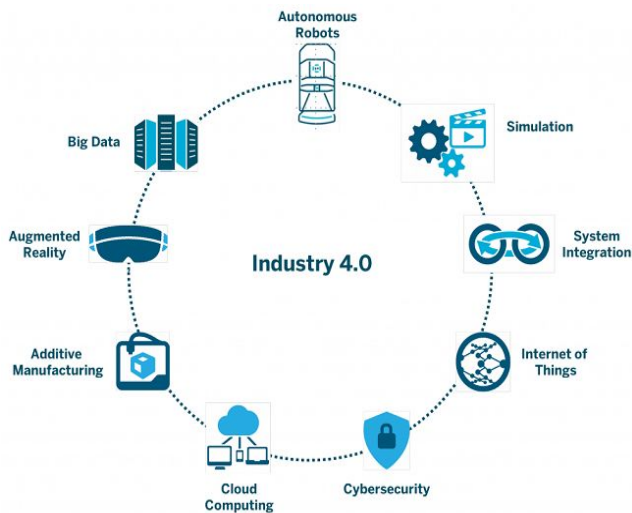 Autonomous
Robots
Simulation
System
Integration
Internet of
Things
Cybersecurity
Cloud
Computing
Additive
Manufacturing
Augmented
Reality
Big Data
Industry 4.0